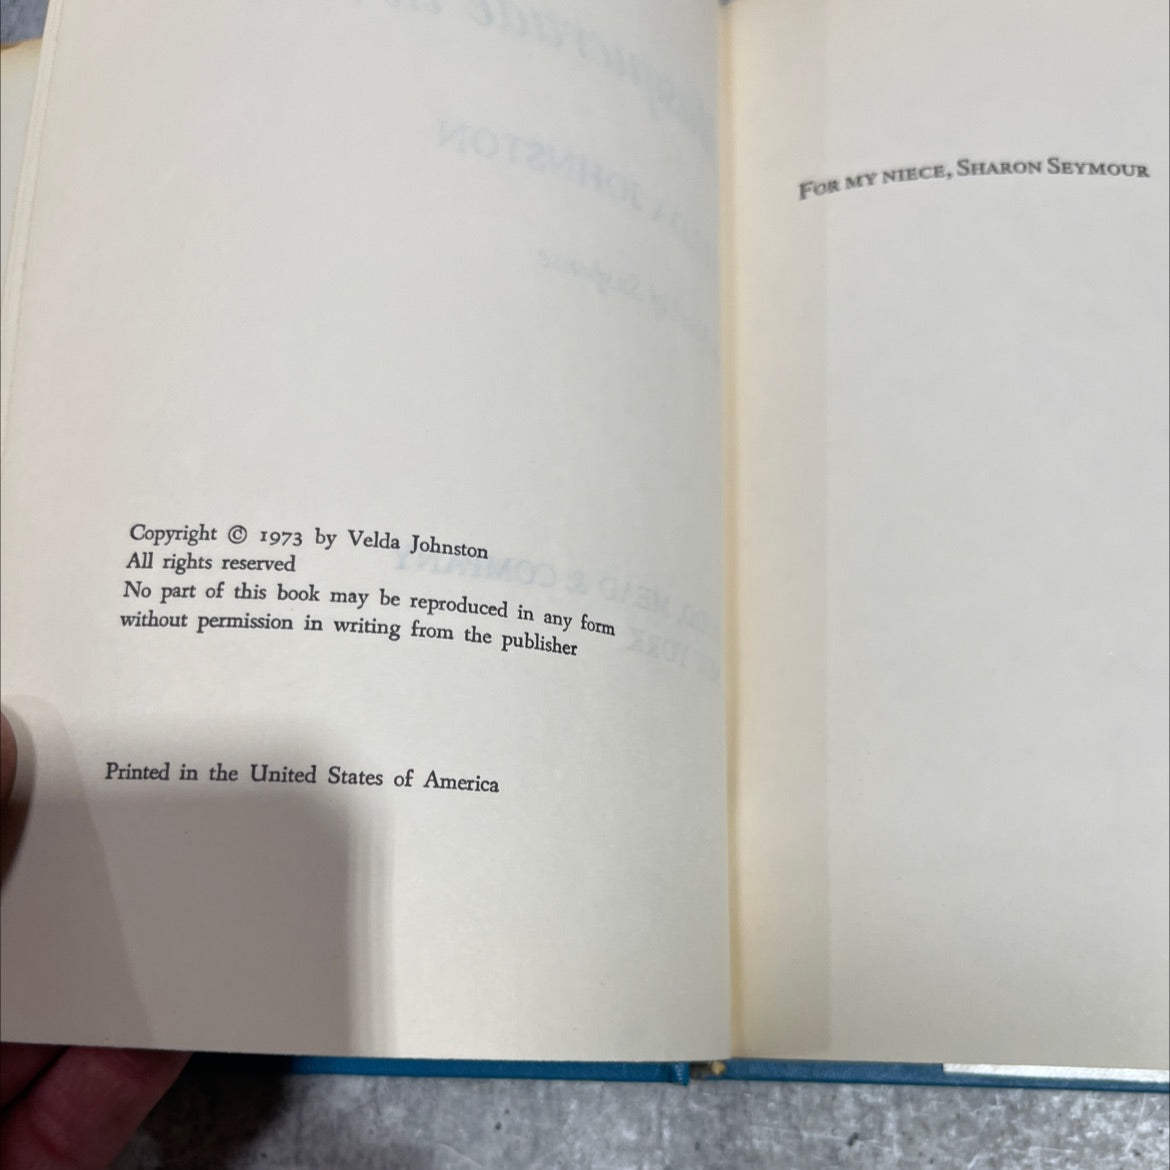 Copyright © 1973 by Velda Johnston
All rights reserved
No part of this book may be reproduced in any form
without permission in writing from the publisher
Printed in the United States of America
FOR MY NIECE, SHARON SEYMOUR